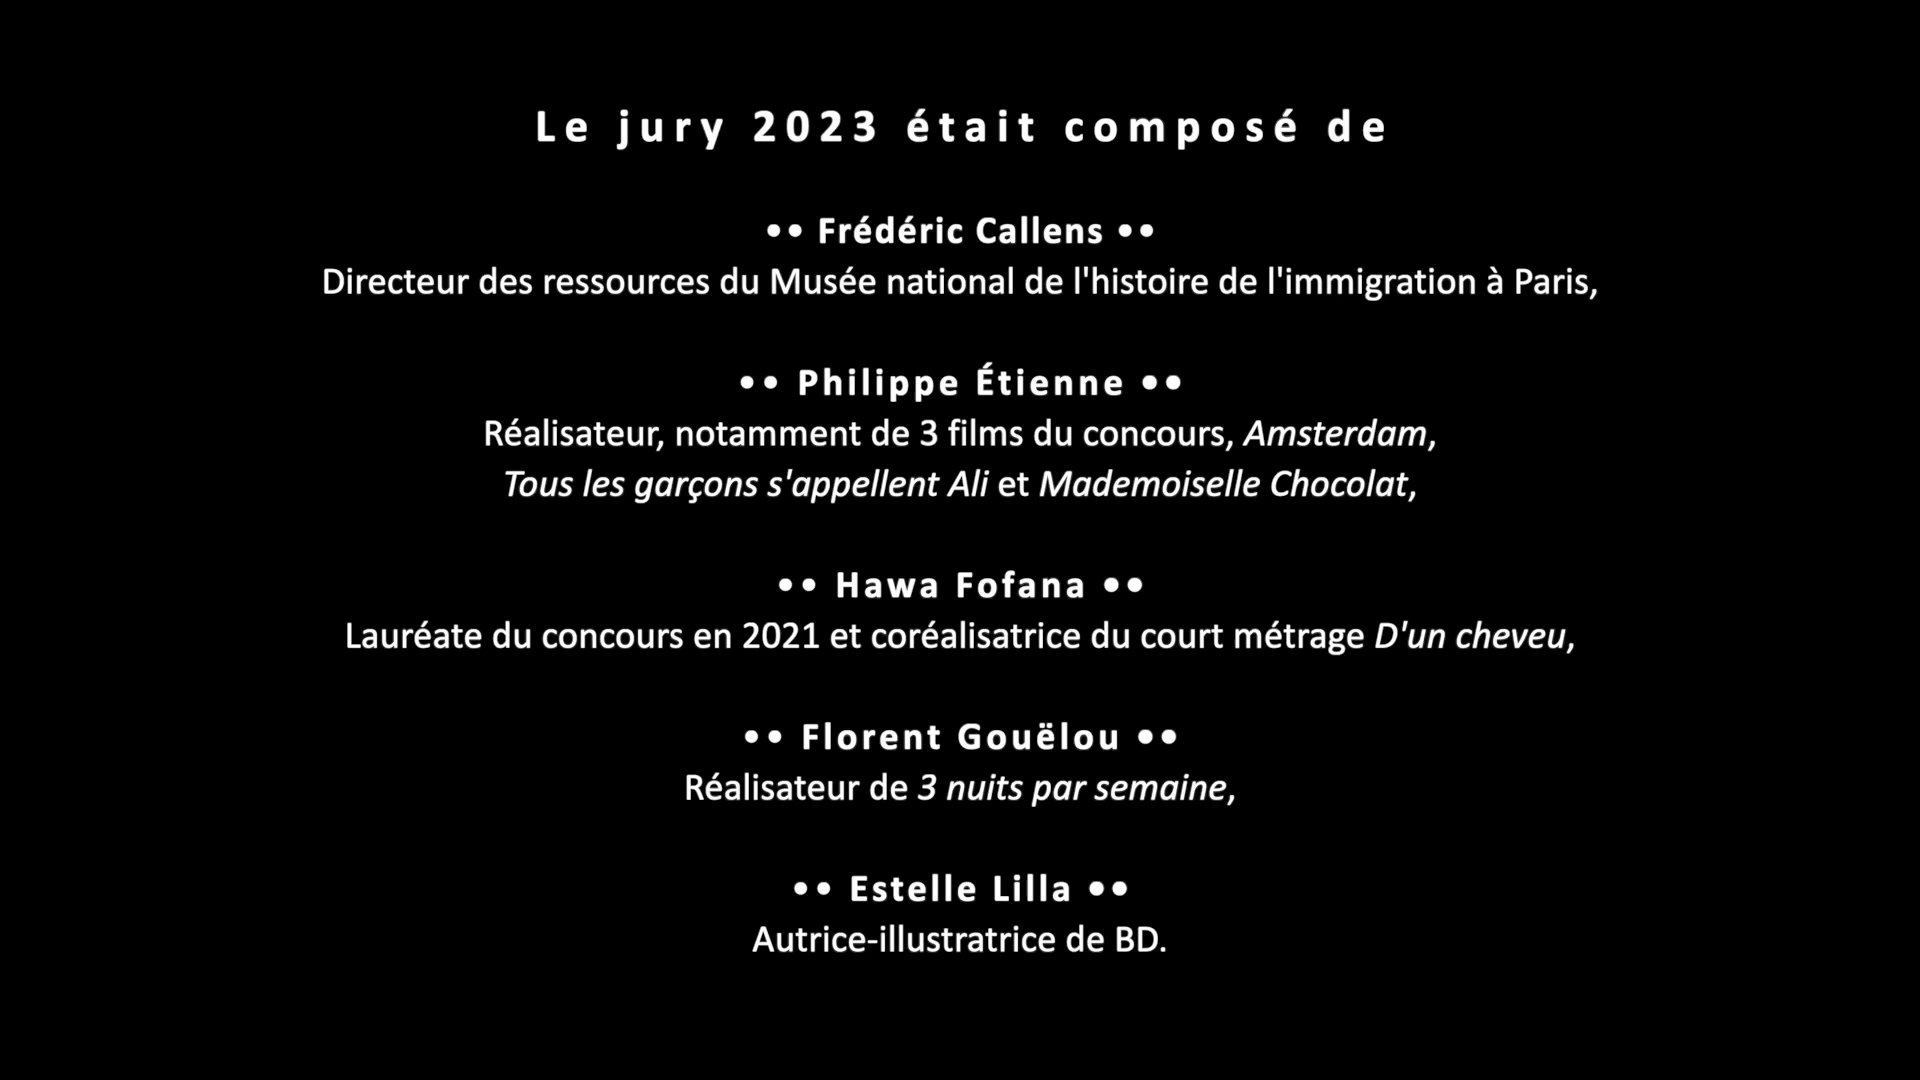 Le jury 2023 était composé de
•• Frédéric Callens ••
Directeur des ressources du Musée national de l'histoire de l'immigration à Paris,
•• Philippe Étienne ••
Réalisateur, notamment de 3 films du concours, Amsterdam,
Tous les garçons s'appellent Ali et Mademoiselle Chocolat,
•• Hawa Fofana ••
Lauréate du concours en 2021 et coréalisatrice du court métrage D'un cheveu,
•• Florent Gouëlou ••
Réalisateur de 3 nuits par semaine,
•• Estelle Lilla ••
Autrice-illustratrice de BD.